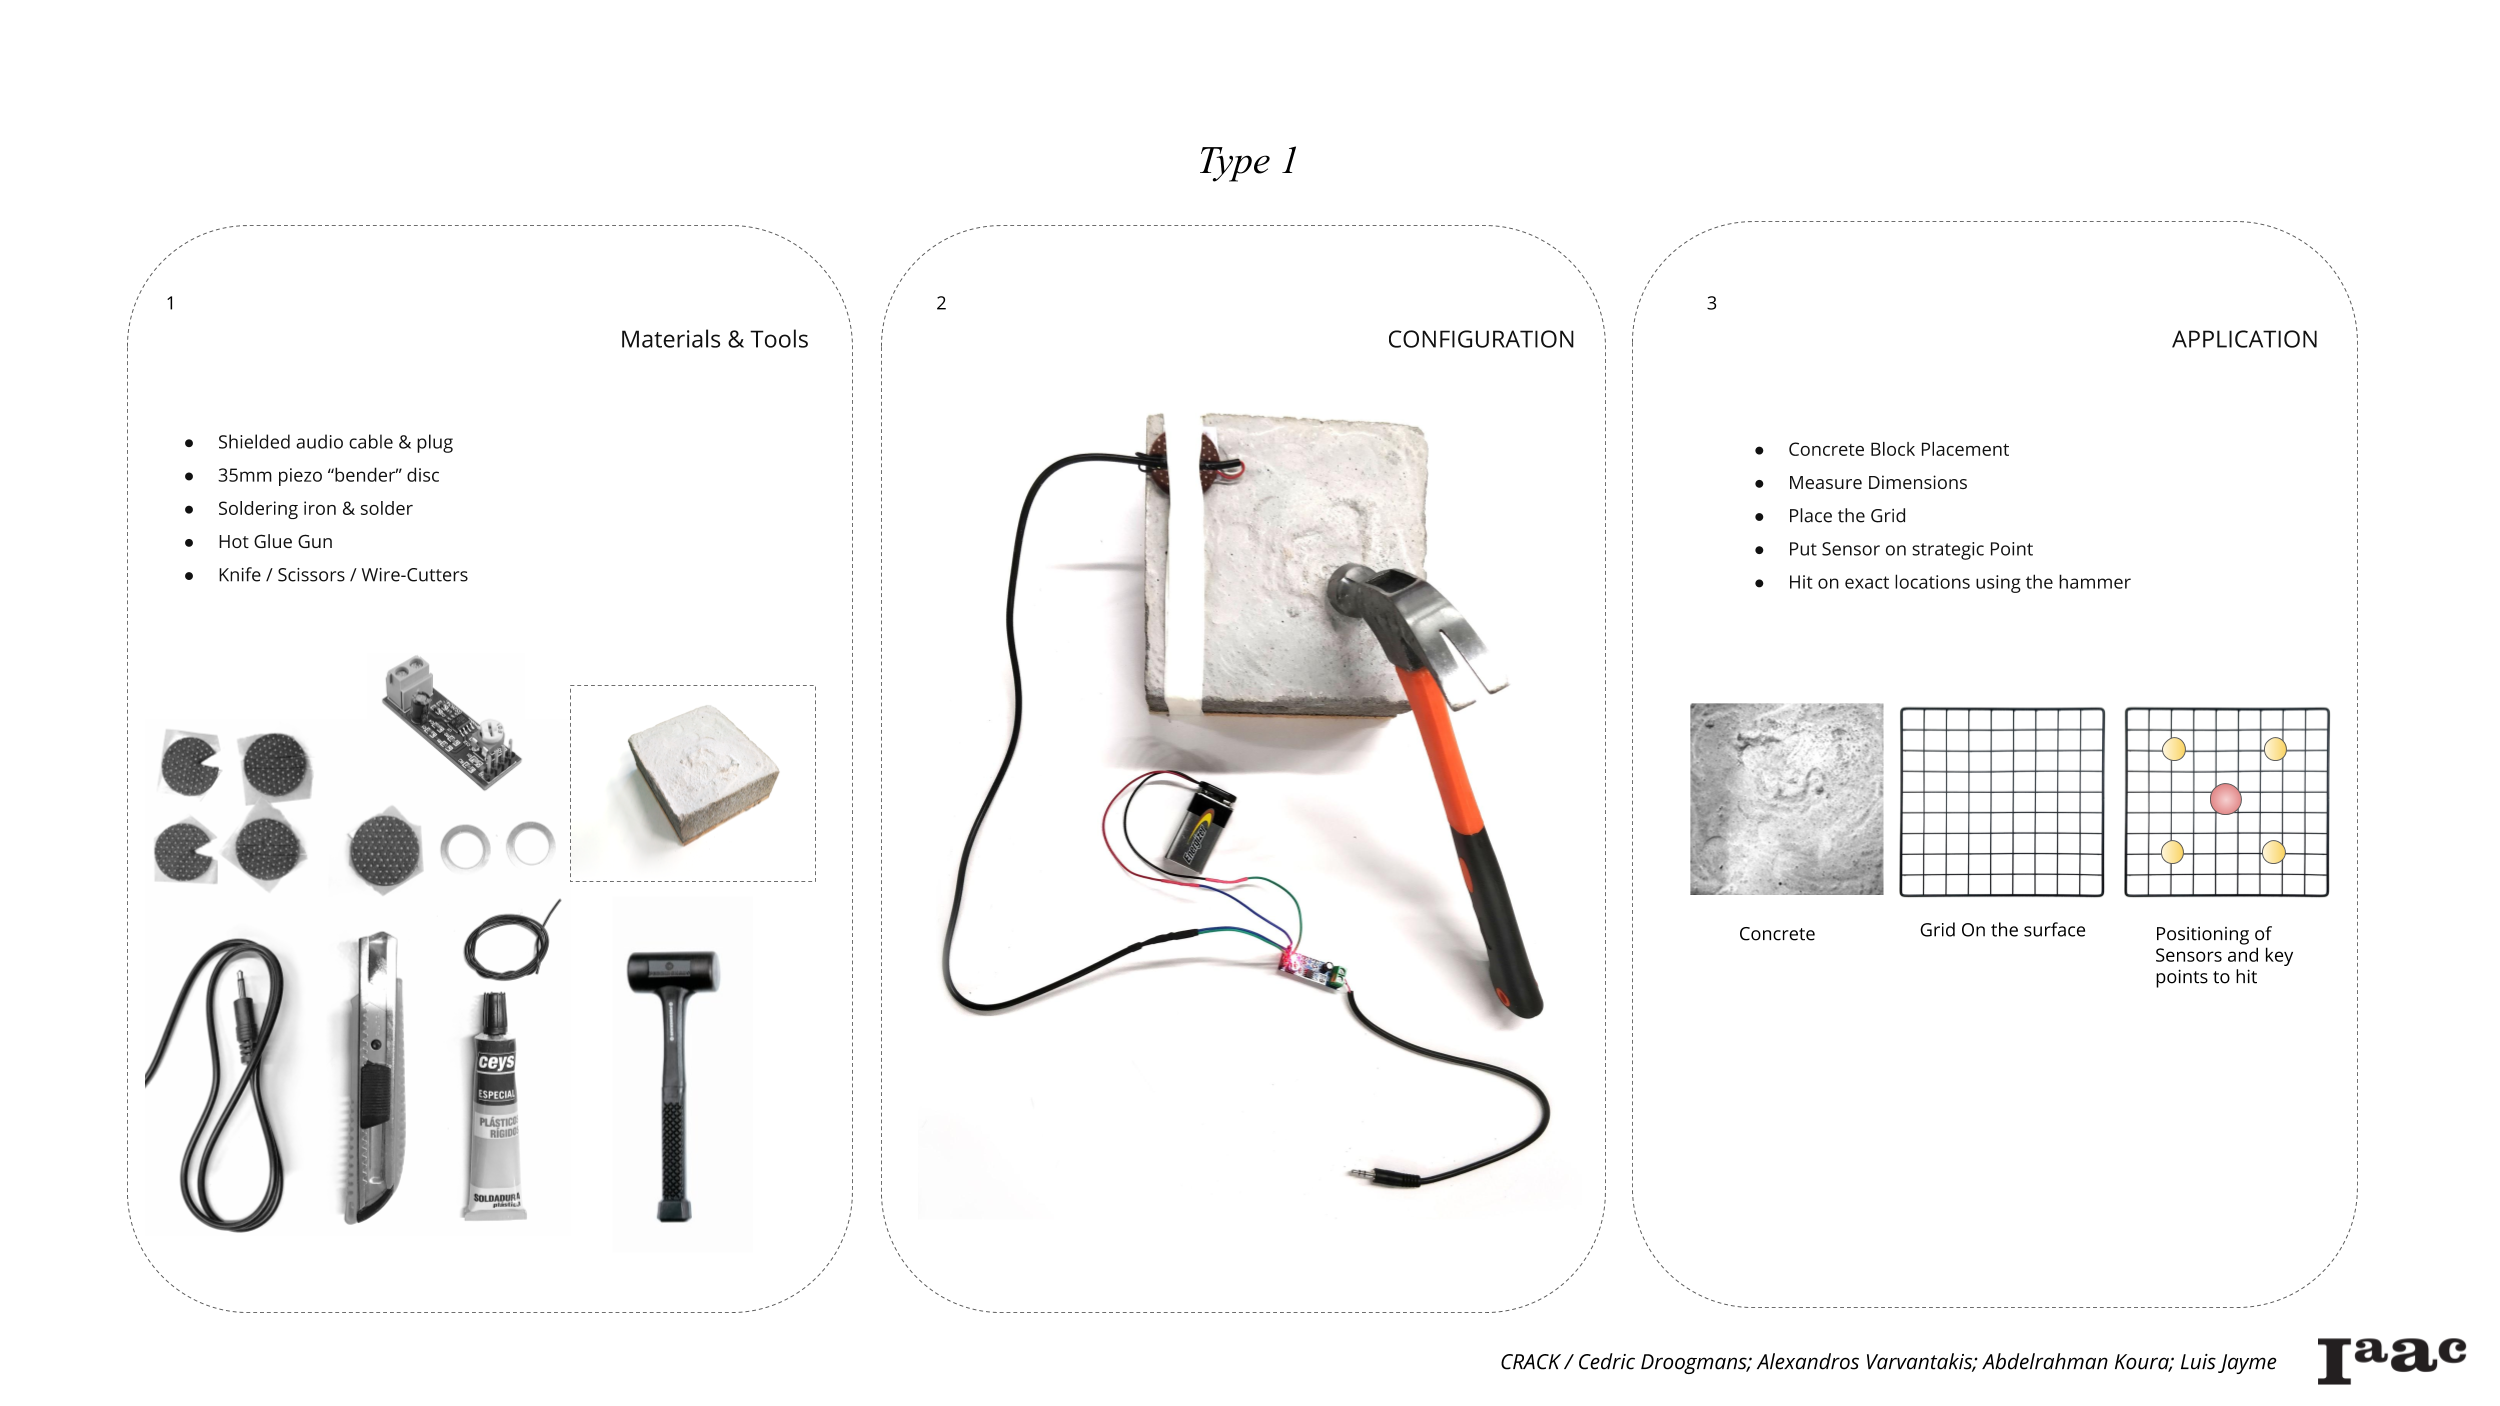 Type 1
1
Materials & Tools
● Shielded audio cable & plug
● 35mm piezo “bender” disc
● Soldering iron & solder
● Hot Glue Gun
● Knife / Scissors / Wire-Cutters
ceys
ESPECIAL
PLÁSTICO
RÍGIDO
SOLDADURA
plástica
2
CONFIGURATION
Energizer
3
APPLICATION
● Concrete Block Placement
● Measure Dimensions
● Place the Grid
● Put Sensor on strategic Point
● Hit on exact locations using the hammer
Concrete
Grid On the surface
Positioning of
Sensors and key
points to hit
CRACK / Cedric Droogmans; Alexandros Varvantakis; Abdelrahman Koura; Luis Jayme
Iaac